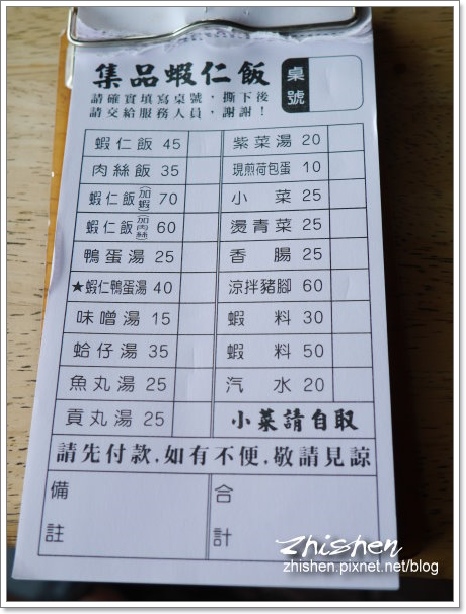 集品蝦仁飯
桌號
請確實填寫桌號，撕下後
請交給服務人員，謝謝！
蝦仁飯 45
紫菜湯 20
肉絲飯 35
現煎荷包蛋 10
蝦仁飯(加蝦) 70
小菜 25
蝦仁飯(加肉絲) 60
燙青菜 25
鴨蛋湯 25
香腸 25
★蝦仁鴨蛋湯 40
涼拌豬腳 60
味噌湯 15
蝦料 30
蛤仔湯 35
蝦料 50
魚丸湯 25
汽水 20
貢丸湯 25
小菜請自取
請先付款,如有不便,敬請見諒
備註
合計
zhishen
zhishen.pixnet.net/blog